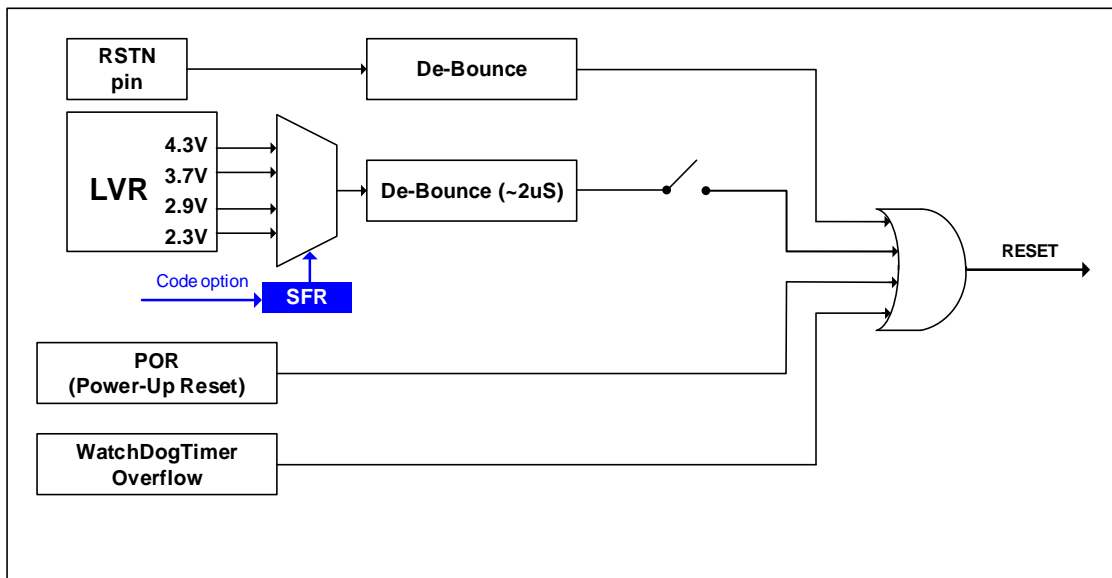 RSTN
pin
De-Bounce
LVR
4.3V
3.7V
2.9V
2.3V
De-Bounce (~2uS)
Code option
SFR
RESET
POR
(Power-Up Reset)
WatchDogTimer
Overflow